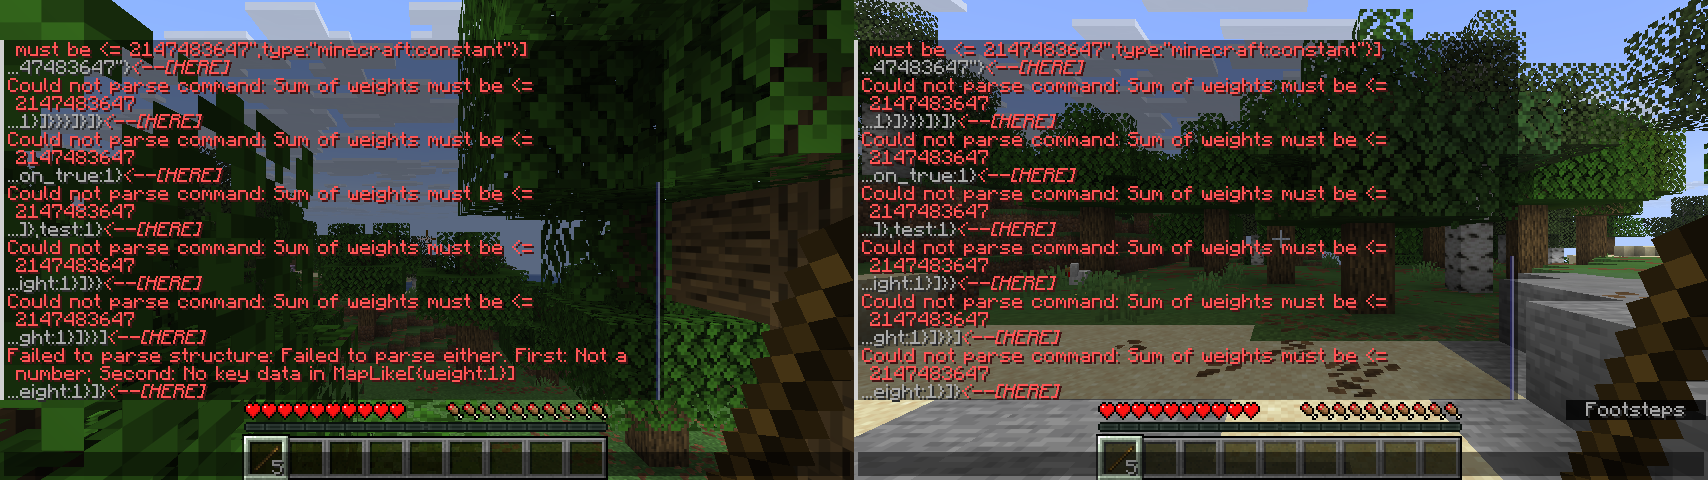 must be <= 2147483647",type:"minecraft:constant"}]
...47483647"}<--[HERE]
Could not parse command: Sum of weights must be <=
2147483647
...1}]}}}]}]}<--[HERE]
Could not parse command: Sum of weights must be <=
2147483647
...on_true:1}<--[HERE]
Could not parse command: Sum of weights must be <=
2147483647
...]},test:1}<--[HERE]
Could not parse command: Sum of weights must be <=
2147483647
...ight:1}]}}<--[HERE]
Could not parse command: Sum of weights must be <=
2147483647
...ght:1}]}}]<--[HERE]
Failed to parse structure: Failed to parse either. First: Not a
number; Second: No key data in MapLike[{weight:1}]
...eight:1}]}<--[HERE]
5
must be <= 2147483647",type:"minecraft:constant"}]
...47483647"}<--[HERE]
Could not parse command: Sum of weights must be <=
2147483647
...1}]}}}]}]}<--[HERE]
Could not parse command: Sum of weights must be <=
2147483647
...on_true:1}<--[HERE]
Could not parse command: Sum of weights must be <=
2147483647
...]},test:1}<--[HERE]
Could not parse command: Sum of weights must be <=
2147483647
...ight:1}]}}<--[HERE]
Could not parse command: Sum of weights must be <=
2147483647
...ght:1}]}}]<--[HERE]
Could not parse command: Sum of weights must be <=
2147483647
...eight:1}]}<--[HERE]
Footsteps
5